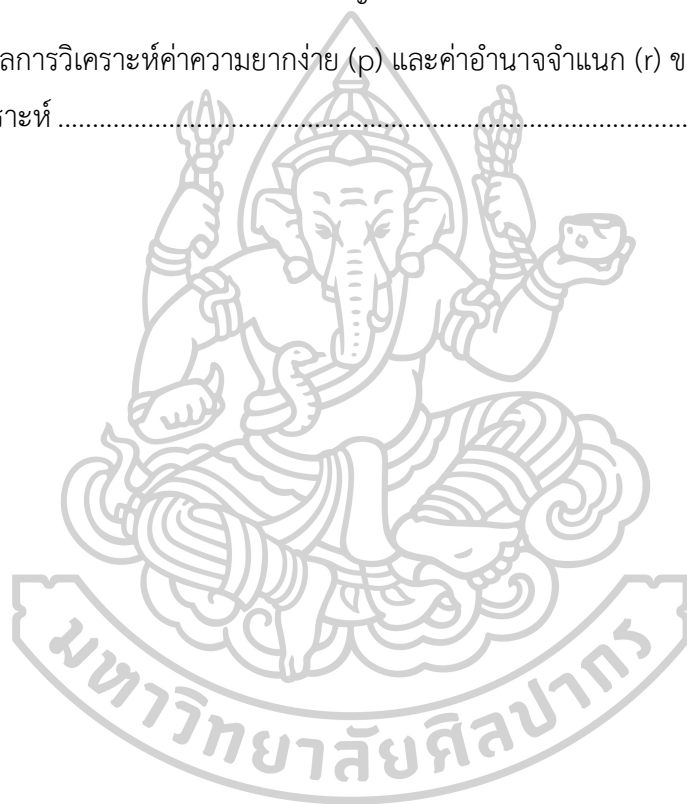 ลการวิเคราะห์ค่าความยากง่าย (p) และค่าอำนาจจำแนก (r) ข
ราะห์ ....................................................................................
มหาวิทยาลัยศิลปากร